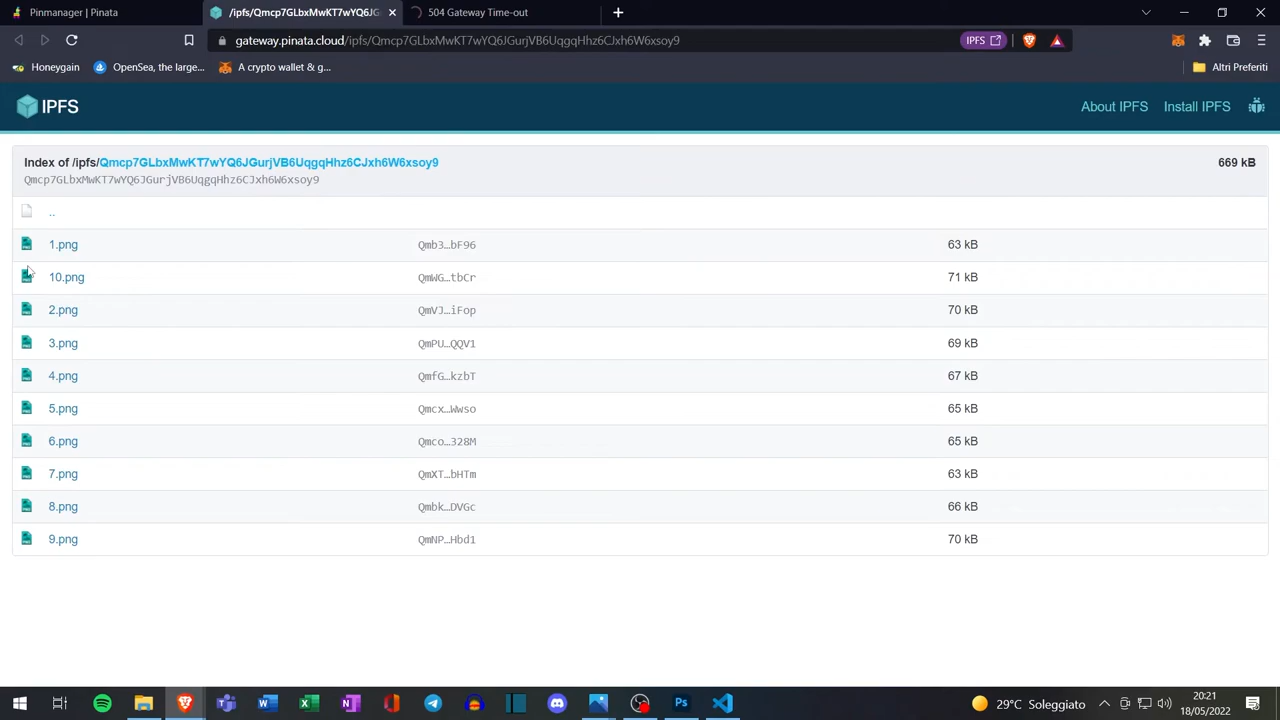 Pinmanager | Pinata
/ipfs/Qmcp7GLbxMwKT7wYQ6JG
504 Gateway Time-out
gateway.pinata.cloud/ipfs/Qmcp7GLbxMwKT7wYQ6JGurjVB6UqgqHhz6CJxh6W6xsoy9
IPFS
Honeygain
OpenSea, the large...
A crypto wallet & g...
Altri Preferiti
IPFS
About IPFS
Install IPFS
Index of /ipfs/Qmcp7GLbxMwKT7wYQ6JGurjVB6UqgqHhz6CJxh6W6xsoy9
669 kB
Qmcp7GLbxMwKT7wYQ6JGurjVB6UqgqHhz6CJxh6W6xsoy9
..
1.png Qmb3…bF96 63 kB
10.png QmWG…tbCr 71 kB
2.png QmVJ…iFop 70 kB
3.png QmPU…QQV1 69 kB
4.png QmfG…kzbT 67 kB
5.png Qmcx…Wwso 65 kB
6.png Qmco…328M 65 kB
7.png QmXT…bHTm 63 kB
8.png Qmbk…DVGc 66 kB
9.png QmNP…Hbd1 70 kB
29°C Soleggiato
20:21
18/05/2022